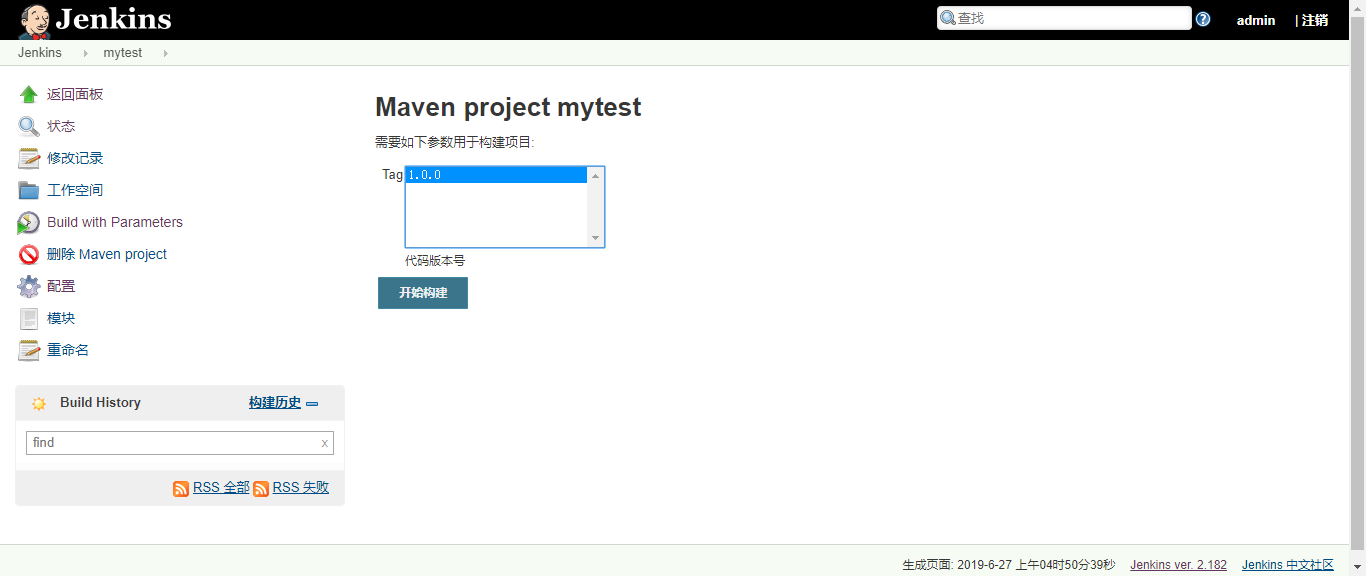 Jenkins
查找
admin
| 注销
Jenkins
mytest
返回面板
状态
修改记录
工作空间
Build with Parameters
删除 Maven project
配置
模块
重命名
Build History
构建历史
find
x
RSS 全部
RSS 失败
Maven project mytest
需要如下参数用于构建项目:
Tag
1.0.0
代码版本号
开始构建
生成页面: 2019-6-27 上午04时50分39秒
Jenkins ver. 2.182
Jenkins 中文社区